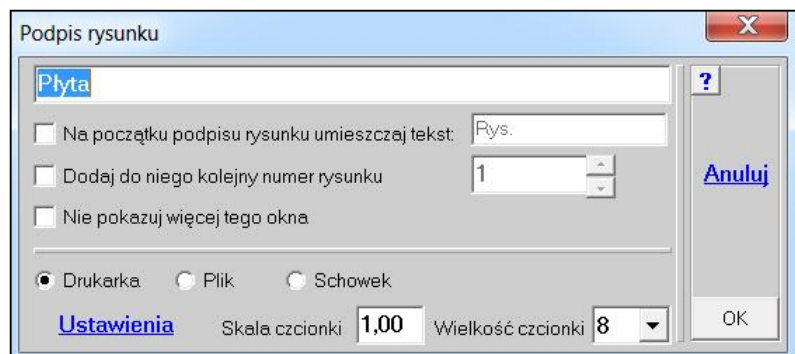 Podpis rysunku
Płyta
?
Na początku podpisu rysunku umieszczaj tekst: Rys.
Dodaj do niego kolejny numer rysunku 1
Anuluj
Nie pokazuj więcej tego okna
Drukarka Plik Schowek
Ustawienia Skala czcionki 1,00 Wielkość czcionki 8 OK